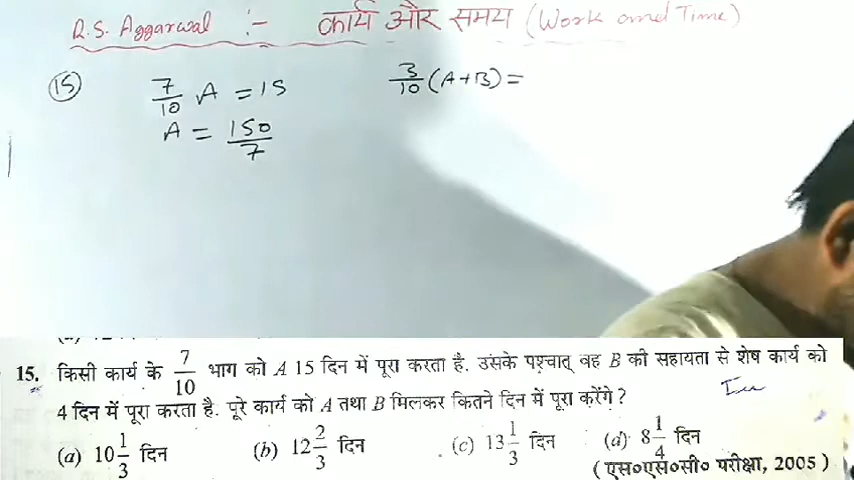 R.S. Aggarwal :- कार्य और समय (Work and Time)
(15) 7/10 A = 15 3/10 (A+B) =
A = 150/7
15. किसी कार्य के 7/10 भाग को A 15 दिन में पूरा करता है. उसके पश्चात् वह B की सहायता से शेष कार्य को
4 दिन में पूरा करता है. पूरे कार्य को A तथा B मिलकर कितने दिन में पूरा करेंगे ?
(a) 10 1/3 दिन (b) 12 2/3 दिन (c) 13 1/3 दिन (d) 8 1/4 दिन
(एस०एस०सी० परीक्षा, 2005)